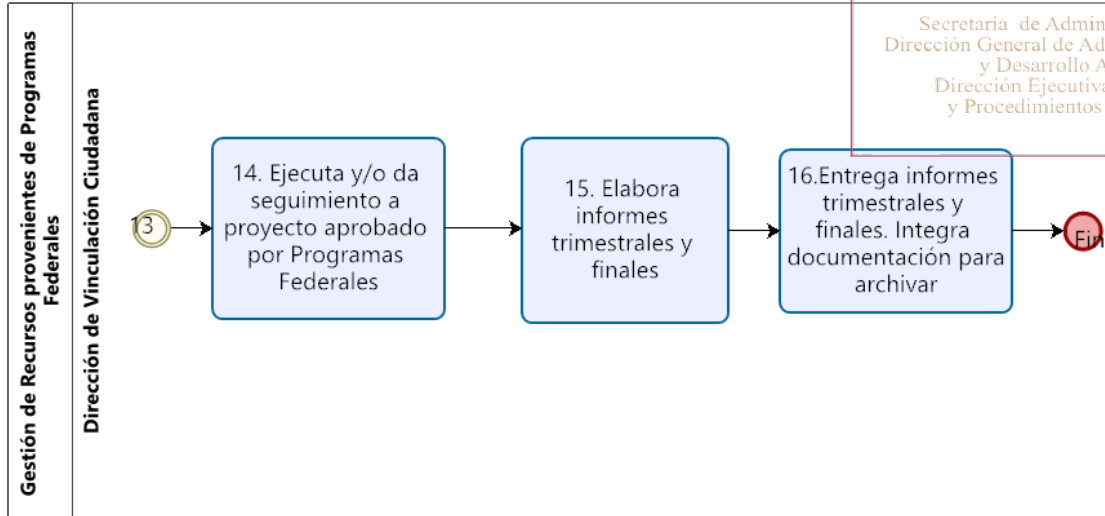 Secretaría de Admin
Dirección General de Ad
y Desarrollo A
Dirección Ejecutiva
y Procedimientos
Gestión de Recursos provenientes de Programas
Federales
Dirección de Vinculación Ciudadana
13
14. Ejecuta y/o da
seguimiento a
proyecto aprobado
por Programas
Federales
15. Elabora
informes
trimestrales y
finales
16.Entrega informes
trimestrales y
finales. Integra
documentación para
archivar
Fin